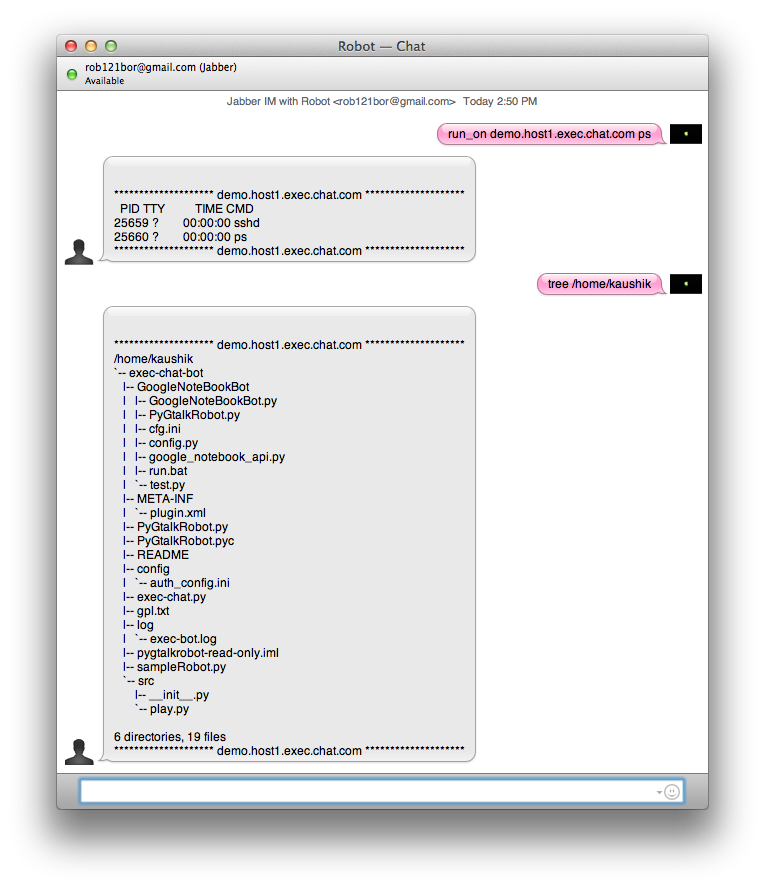 Robot — Chat
rob121bor@gmail.com (Jabber)
Available
Jabber IM with Robot <rob121bor@gmail.com> Today 2:50 PM
run_on demo.host1.exec.chat.com ps
******************** demo.host1.exec.chat.com ********************
  PID TTY          TIME CMD
25659 ?        00:00:00 sshd
25660 ?        00:00:00 ps
******************** demo.host1.exec.chat.com ********************
tree /home/kaushik
******************** demo.host1.exec.chat.com ********************
/home/kaushik
`-- exec-chat-bot
    |-- GoogleNoteBookBot
    |   |-- GoogleNoteBookBot.py
    |   |-- PyGtalkRobot.py
    |   |-- cfg.ini
    |   |-- config.py
    |   |-- google_notebook_api.py
    |   |-- run.bat
    |   `-- test.py
    |-- META-INF
    |   `-- plugin.xml
    |-- PyGtalkRobot.py
    |-- PyGtalkRobot.pyc
    |-- README
    |-- config
    |   `-- auth_config.ini
    |-- exec-chat.py
    |-- gpl.txt
    |-- log
    |   `-- exec-bot.log
    |-- pygtalkrobot-read-only.iml
    |-- sampleRobot.py
    `-- src
        |-- __init__.py
        `-- play.py
6 directories, 19 files
******************** demo.host1.exec.chat.com ********************